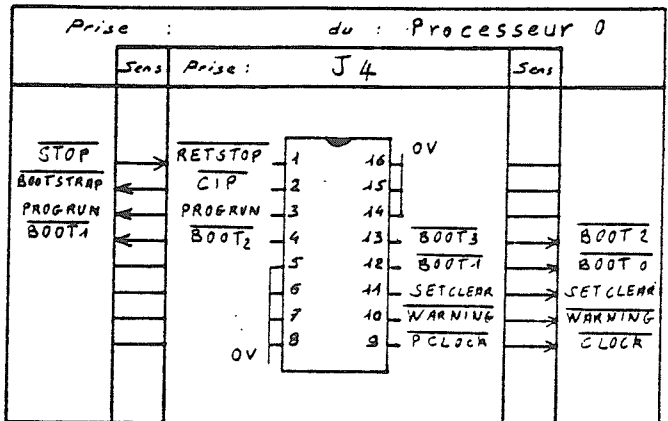 Prise : du : Processeur 0
Sens Prise : J4 Sens
0V
STOP RETSTOP 1 16
BOOTSTRAP CIP 2 15
PROGRUN PROGRUN 3 14
BOOT1 BOOT2 4 13 BOOT3 BOOT2
5 12 BOOT1 BOOT0
6 11 SETCLEAR SETCLEAR
7 10 WARNING WARNING
8 9 PCLOCK CLOCK
0V